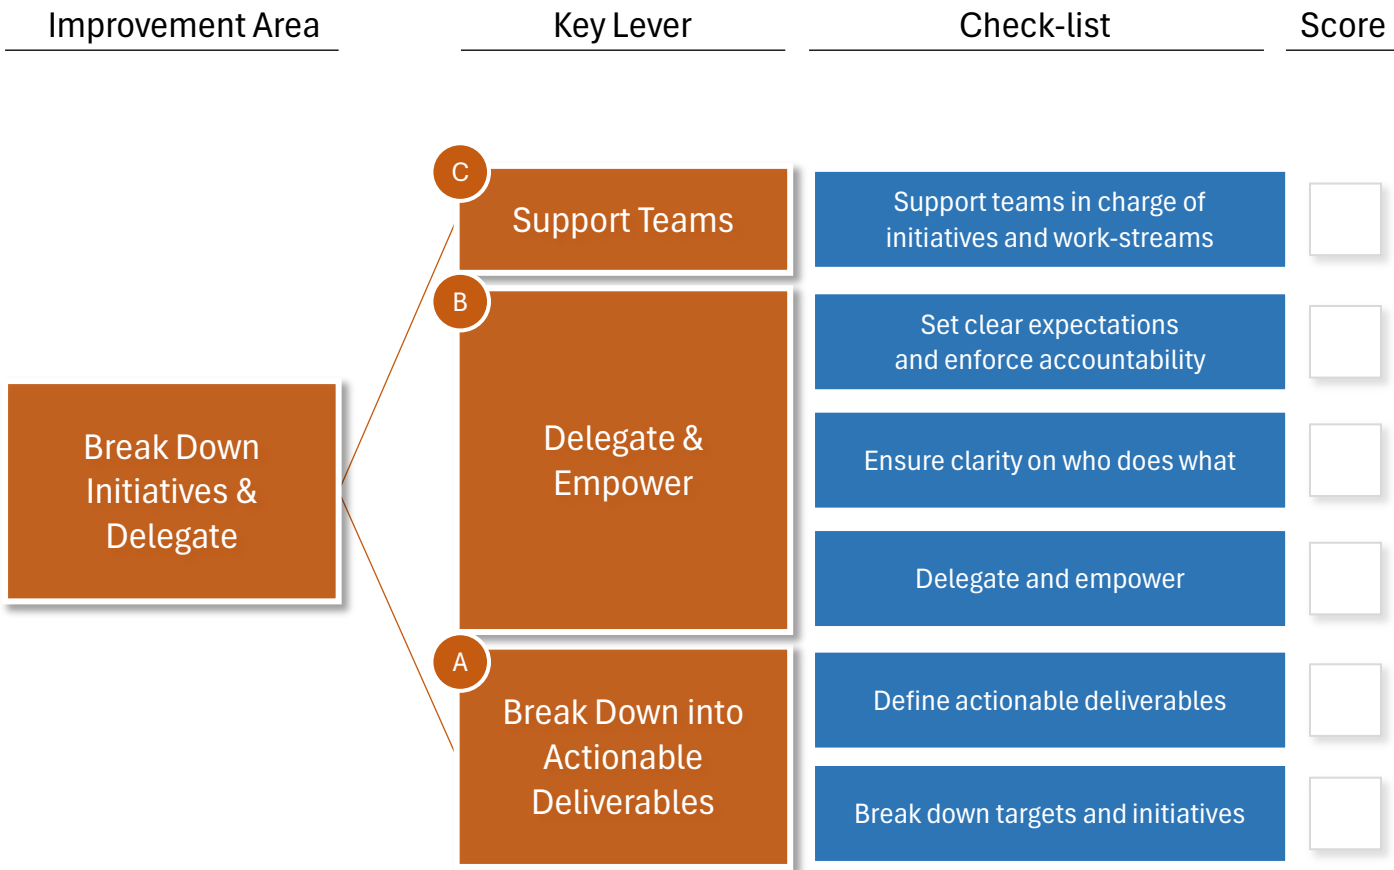 Improvement Area
Key Lever
Check-list
Score
Break Down
Initiatives &
Delegate
C
Support Teams
Support teams in charge of
initiatives and work-streams
B
Delegate &
Empower
Set clear expectations
and enforce accountability
Ensure clarity on who does what
Delegate and empower
A
Break Down into
Actionable
Deliverables
Define actionable deliverables
Break down targets and initiatives